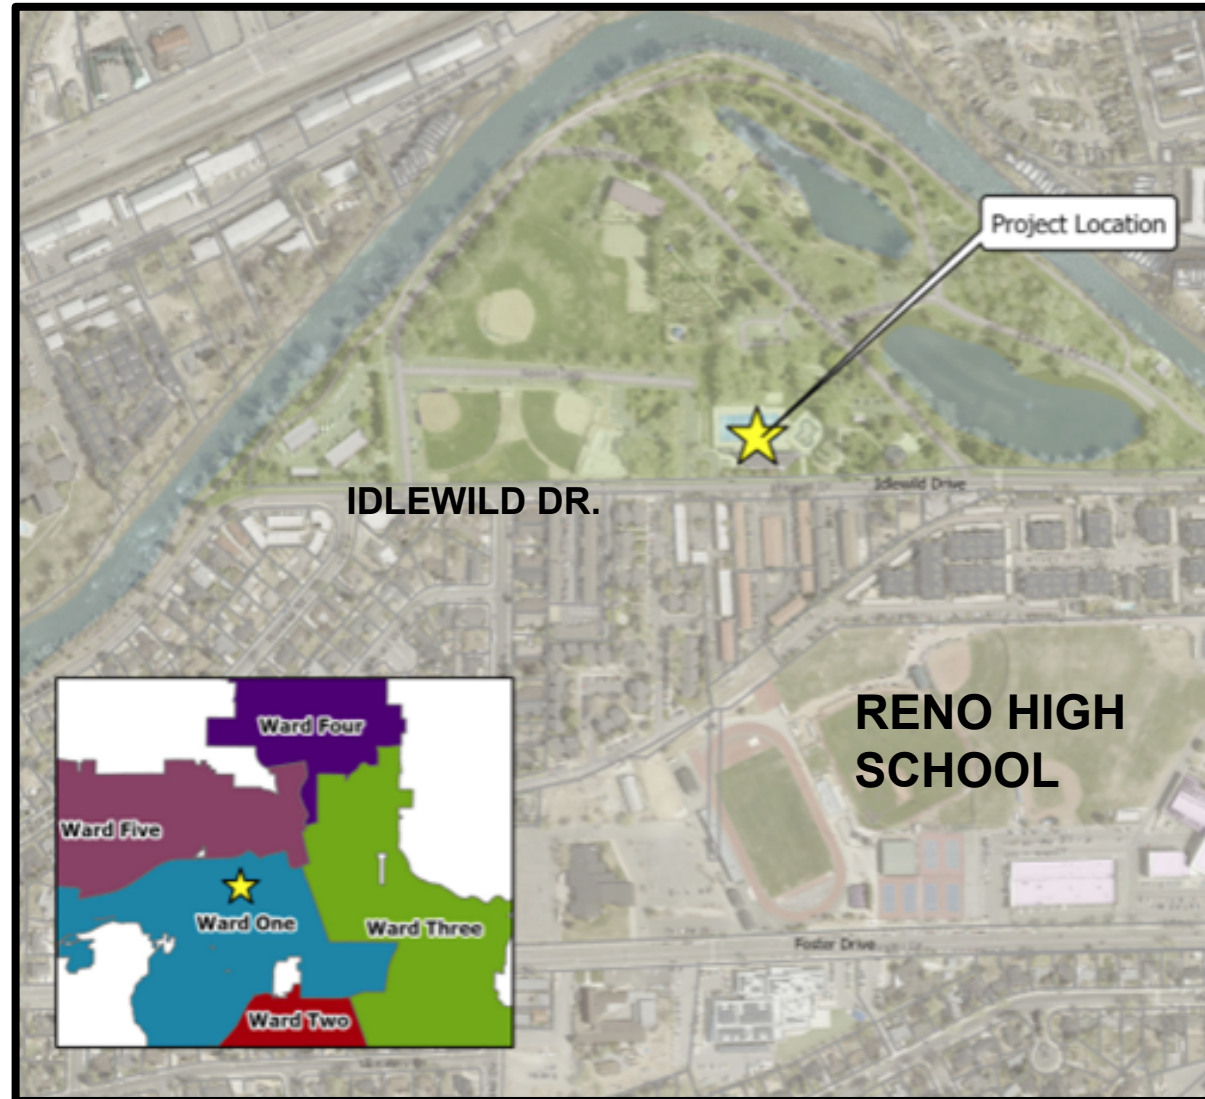 Project Location
IDLEWILD DR.
Idlewild Drive
RENO HIGH
SCHOOL
Ward Four
Ward Five
Ward One
Ward Three
Ward Two
Foster Drive